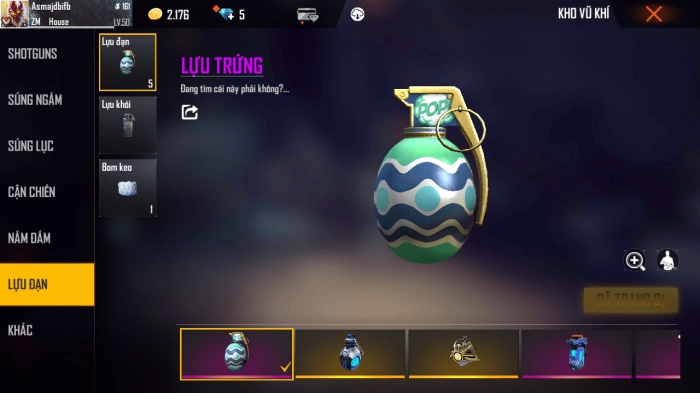 Asmajdbifb
# 161
ZM House
LV.50
2.176
5
KHO VŨ KHÍ
SHOTGUNS
SÚNG NGẮM
SÚNG LỤC
CẬN CHIẾN
NẮM ĐẤM
LỰU ĐẠN
KHÁC
Lựu đạn
5
Lựu khói
Bom keo
1
LỰU TRỨNG
Đang tìm cái này phải không?...
POP!
ĐÃ TRANG BỊ